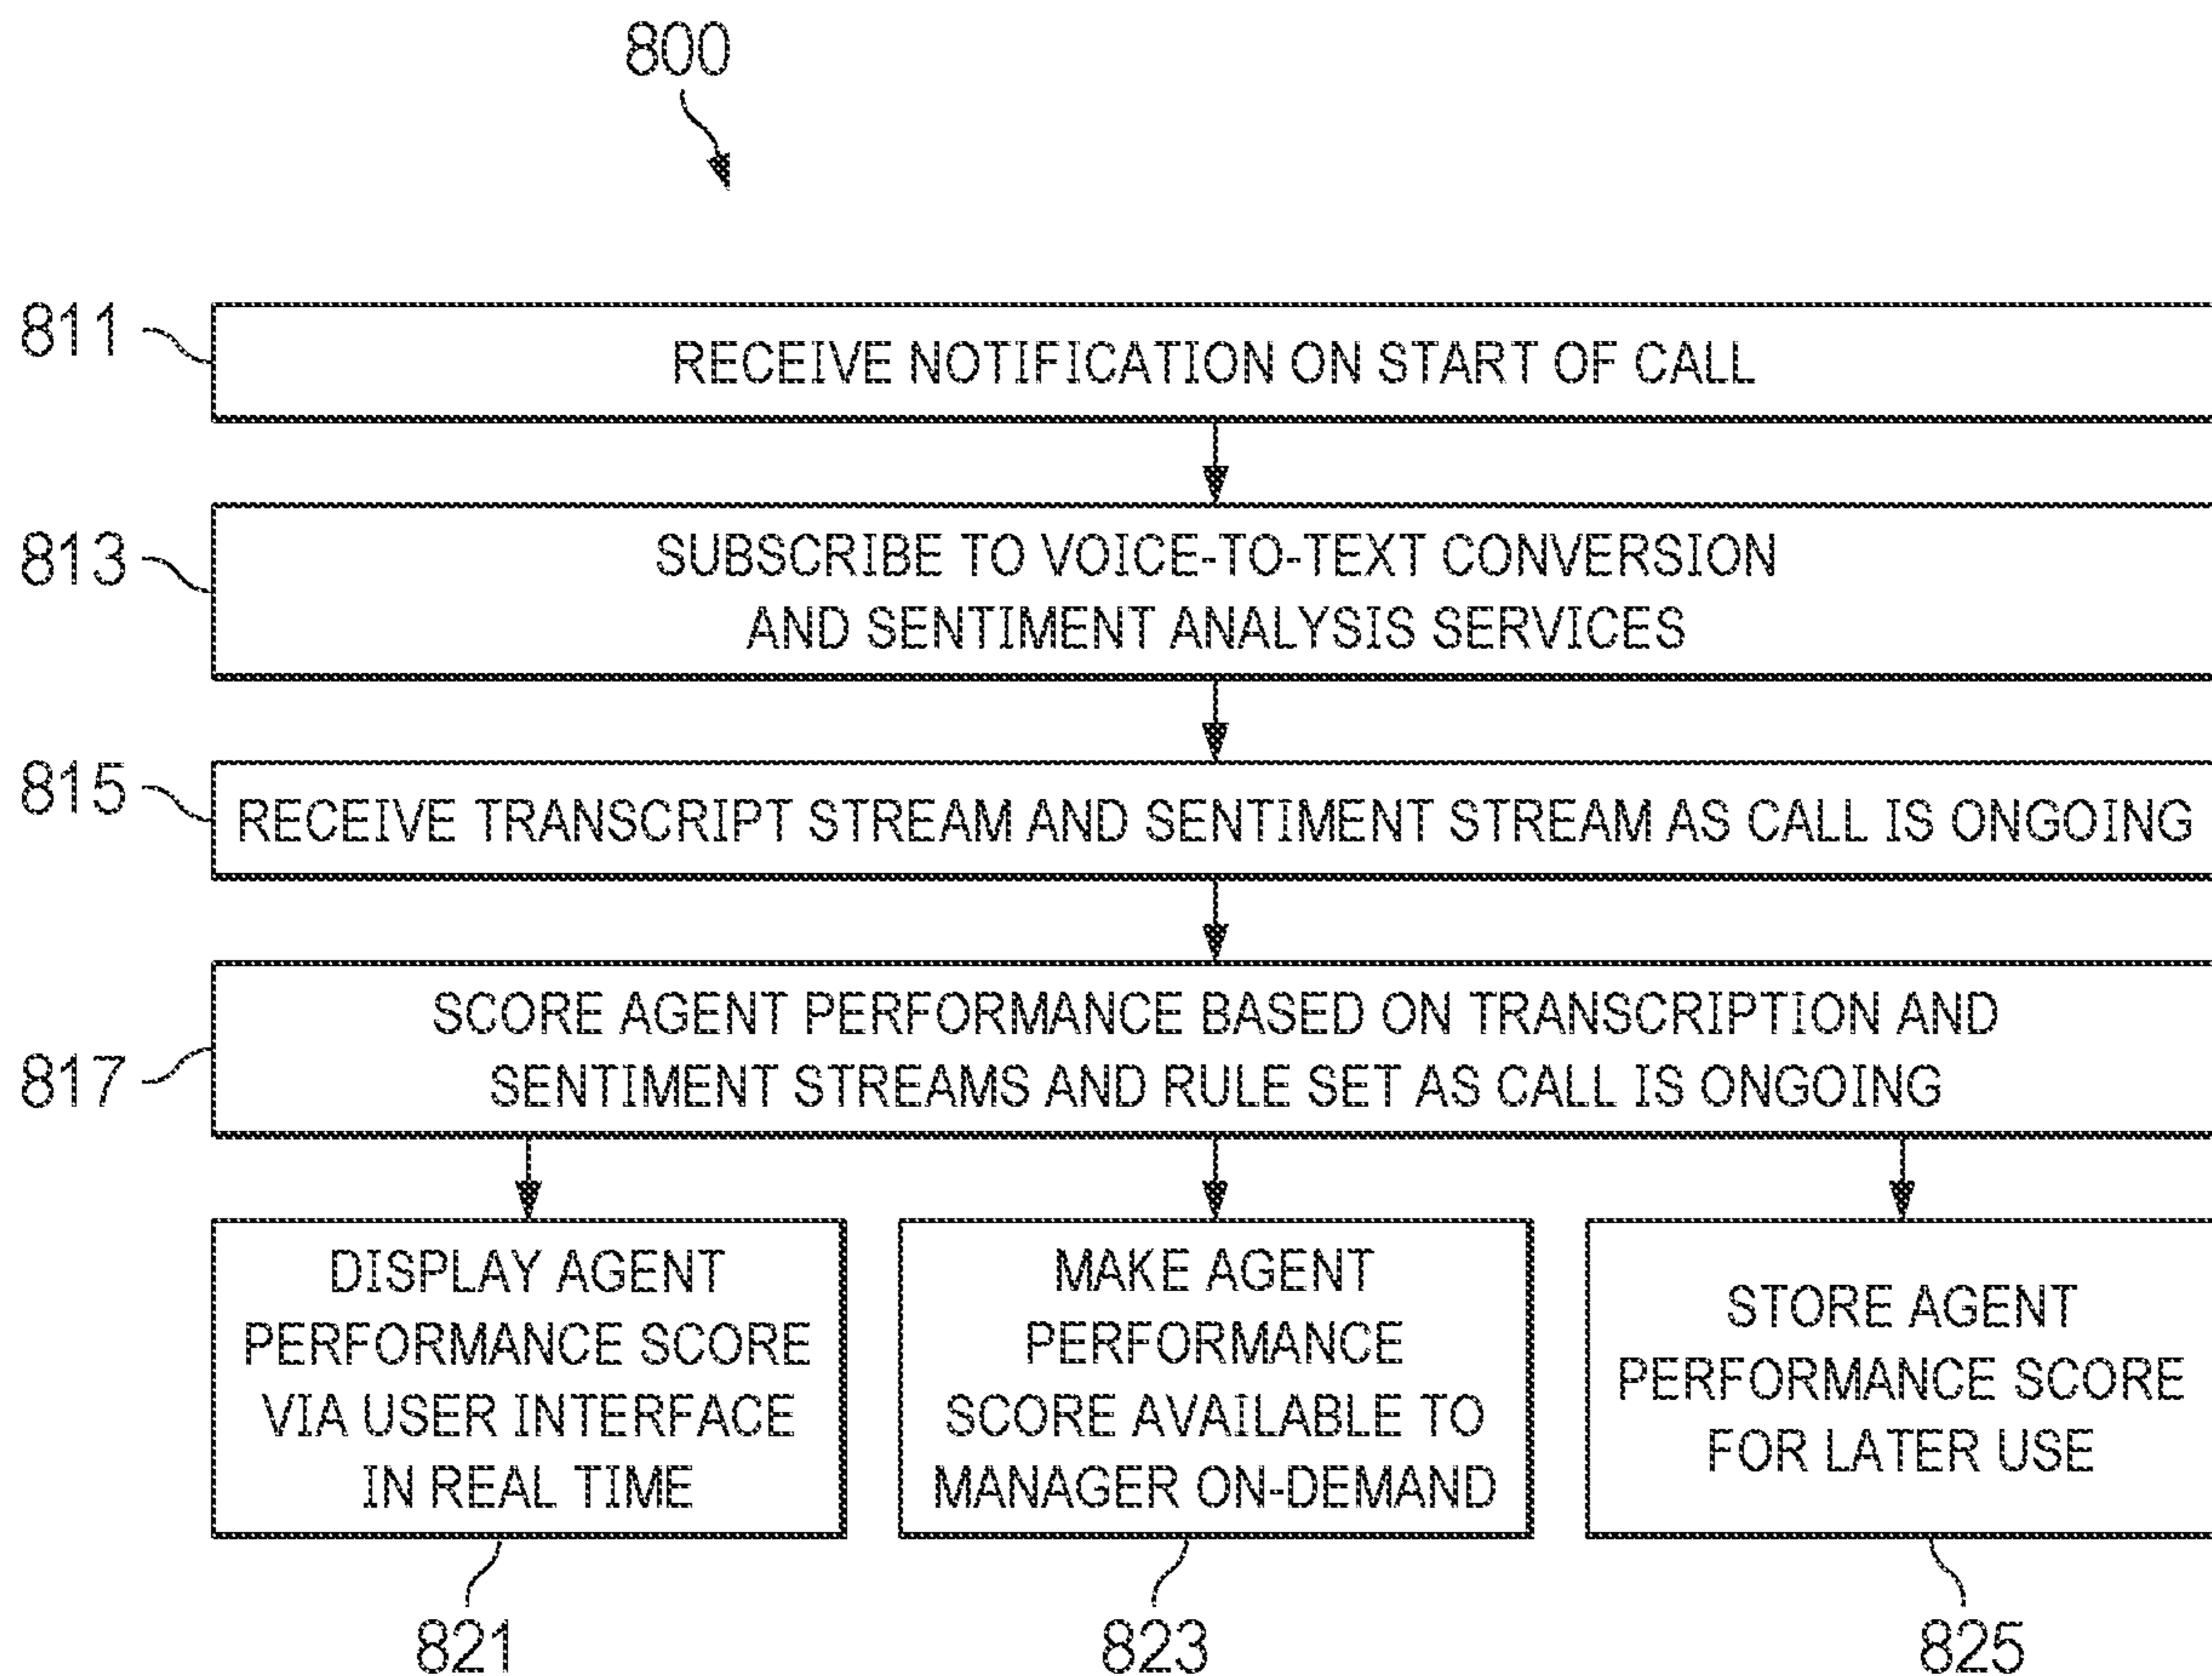 800
811
RECEIVE NOTIFICATION ON START OF CALL
813
SUBSCRIBE TO VOICE-TO-TEXT CONVERSION
AND SENTIMENT ANALYSIS SERVICES
815
RECEIVE TRANSCRIPT STREAM AND SENTIMENT STREAM AS CALL IS ONGOING
817
SCORE AGENT PERFORMANCE BASED ON TRANSCRIPTION AND
SENTIMENT STREAMS AND RULE SET AS CALL IS ONGOING
DISPLAY AGENT
PERFORMANCE SCORE
VIA USER INTERFACE
IN REAL TIME
821
MAKE AGENT
PERFORMANCE
SCORE AVAILABLE TO
MANAGER ON-DEMAND
823
STORE AGENT
PERFORMANCE SCORE
FOR LATER USE
825